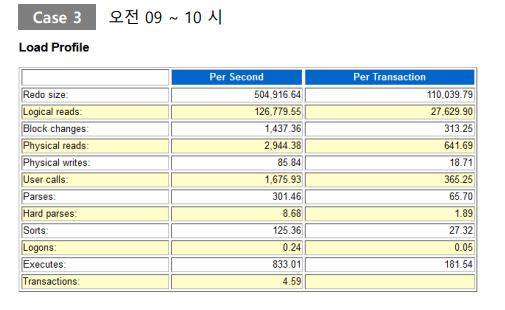 Case 3 오전 09 ~ 10 시
Load Profile
Per Second Per Transaction
Redo size: 504,916.64 110,039.79
Logical reads: 126,779.55 27,629.90
Block changes: 1,437.36 313.25
Physical reads: 2,944.38 641.69
Physical writes: 85.84 18.71
User calls: 1,675.93 365.25
Parses: 301.46 65.70
Hard parses: 8.68 1.89
Sorts: 125.36 27.32
Logons: 0.24 0.05
Executes: 833.01 181.54
Transactions: 4.59